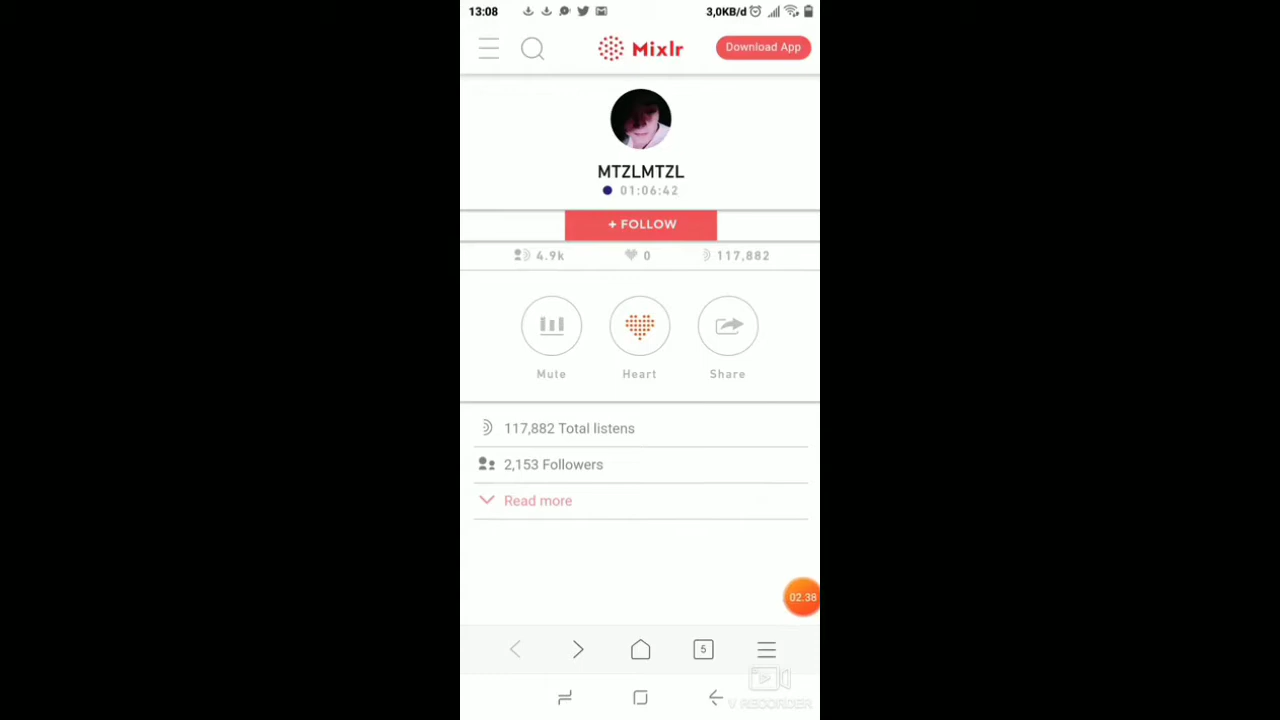 13:08 3,0KB/d
Mixlr Download App
MTZLMTZL
01:06:42
+ FOLLOW
4.9k 0 117,882
Mute Heart Share
117,882 Total listens
2,153 Followers
Read more
02.38
5
V RECORDER